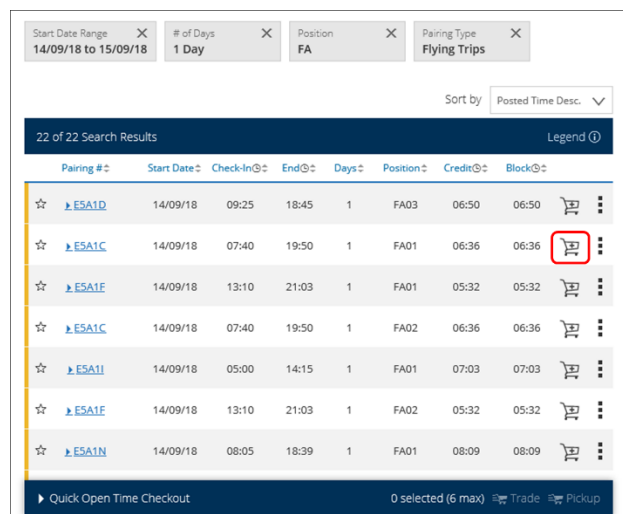 Start Date Range # of Days Position Pairing Type
14/09/18 to 15/09/18 1 Day FA Flying Trips
Sort by Posted Time Desc.
22 of 22 Search Results Legend
Pairing # Start Date Check-In End Days Position Credit Block
E5A1D 14/09/18 09:25 18:45 1 FA03 06:50 06:50
E5A1C 14/09/18 07:40 19:50 1 FA01 06:36 06:36
E5A1F 14/09/18 13:10 21:03 1 FA01 05:32 05:32
E5A1C 14/09/18 07:40 19:50 1 FA02 06:36 06:36
E5A1I 14/09/18 05:00 14:15 1 FA01 07:03 07:03
E5A1F 14/09/18 13:10 21:03 1 FA02 05:32 05:32
E5A1N 14/09/18 08:05 18:39 1 FA01 08:09 08:09
Quick Open Time Checkout 0 selected (6 max) Trade Pickup